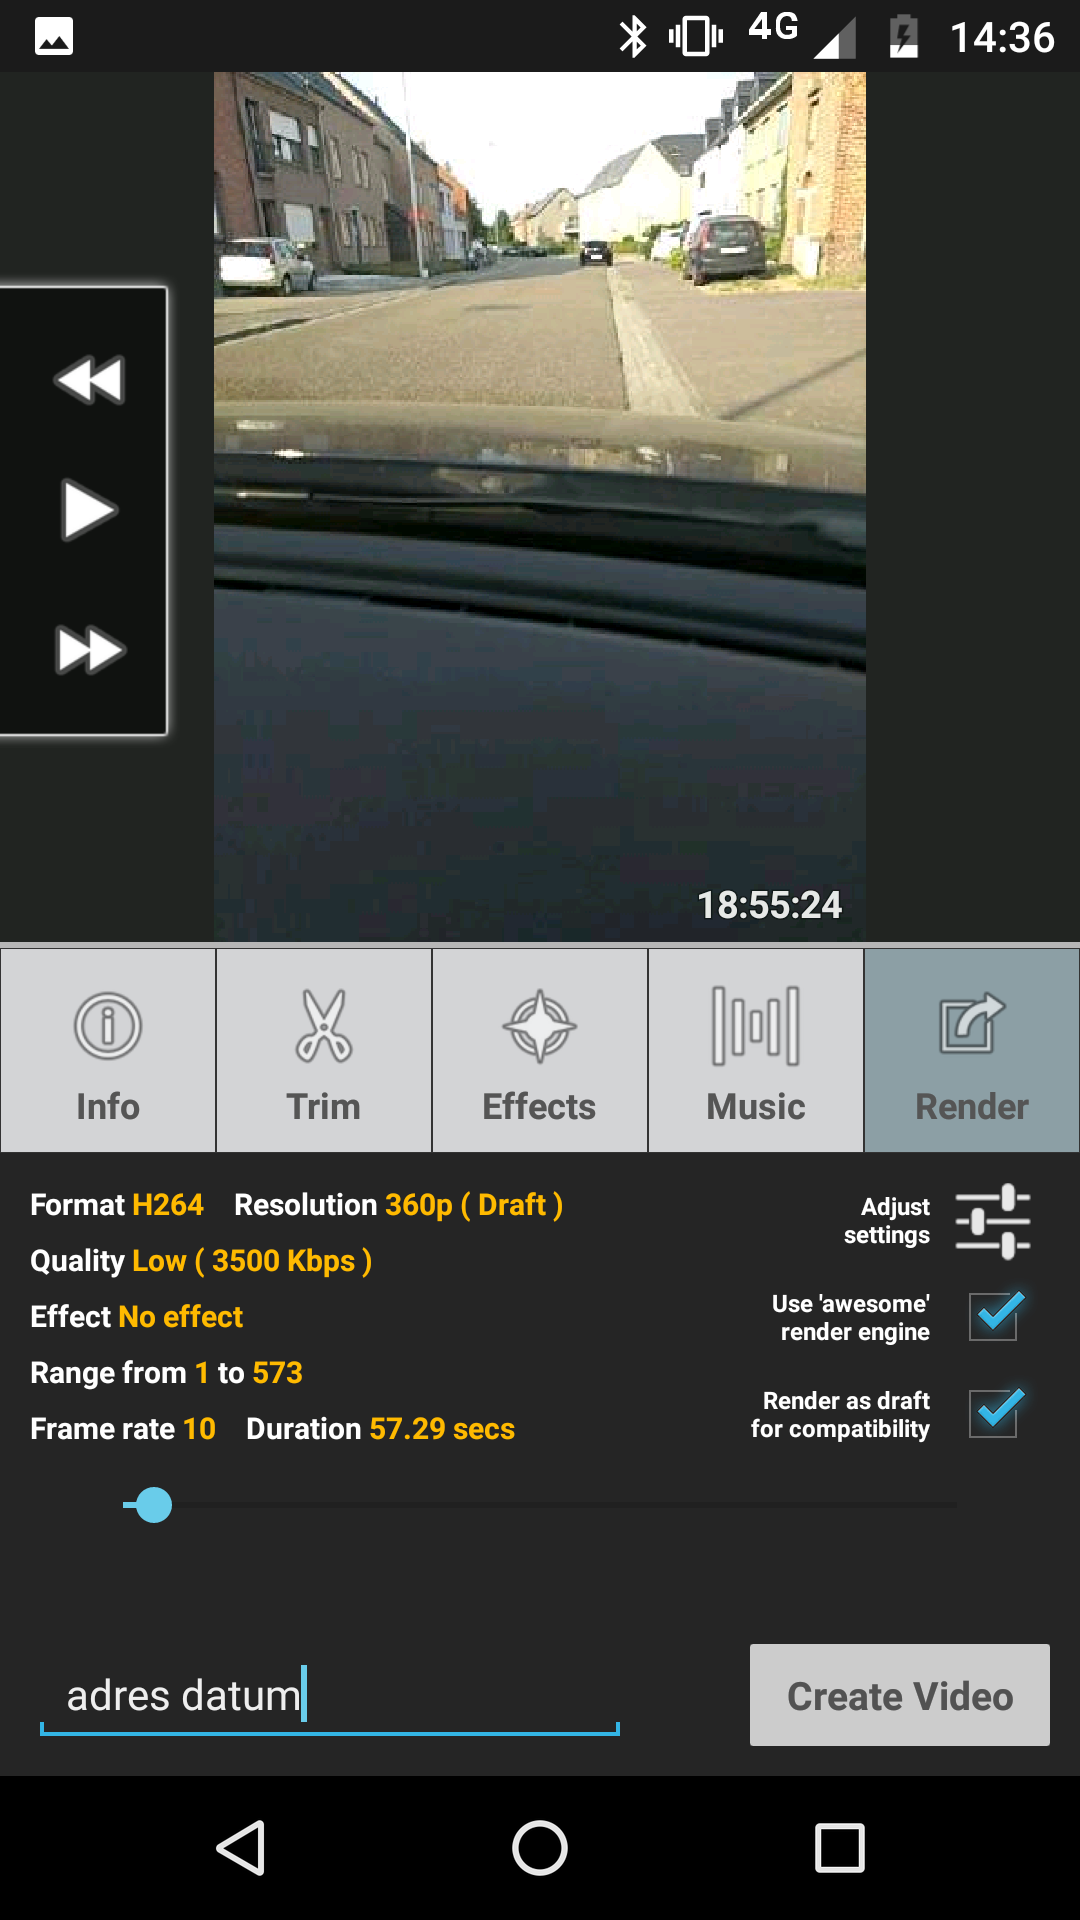 4G 14:36
18:55:24
Info Trim Effects Music Render
Format H264 Resolution 360p ( Draft )
Quality Low ( 3500 Kbps )
Effect No effect
Range from 1 to 573
Frame rate 10 Duration 57.29 secs
Adjust
settings
Use 'awesome'
render engine
Render as draft
for compatibility
adres datum
Create Video